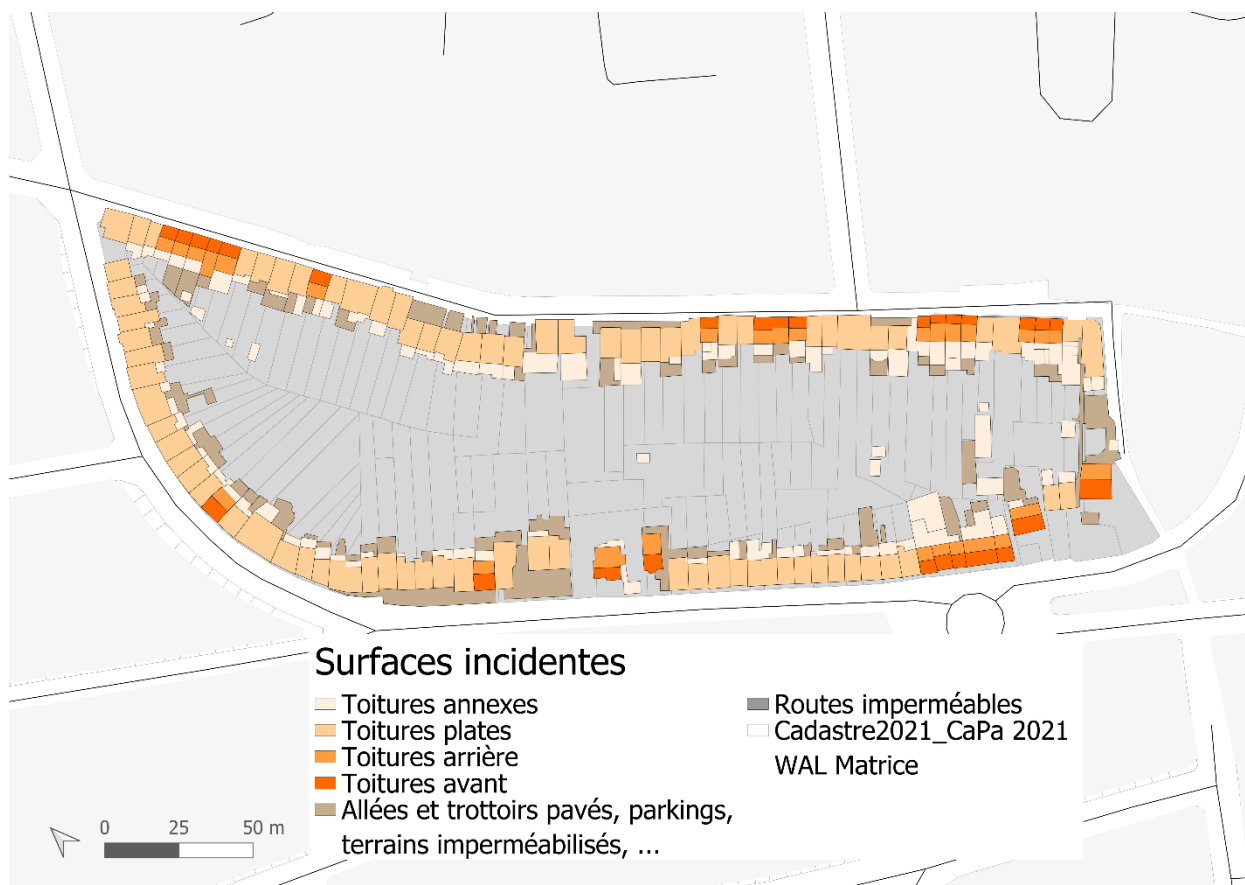 Surfaces incidentes
Toitures annexes
Toitures plates
Toitures arrière
Toitures avant
Allées et trottoirs pavés, parkings,
terrains imperméabilisés, ...
Routes imperméables
Cadastre2021_CaPa 2021
WAL Matrice
0 25 50 m